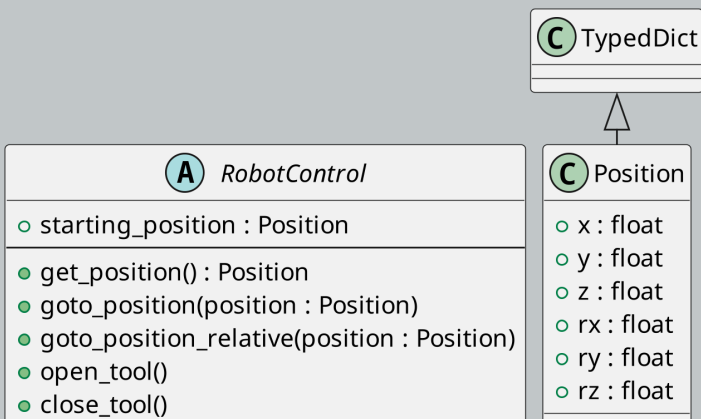 C TypedDict
A RobotControl
starting_position : Position
get_position() : Position
goto_position(position : Position)
goto_position_relative(position : Position)
open_tool()
close_tool()
C Position
x : float
y : float
z : float
rx : float
ry : float
rz : float